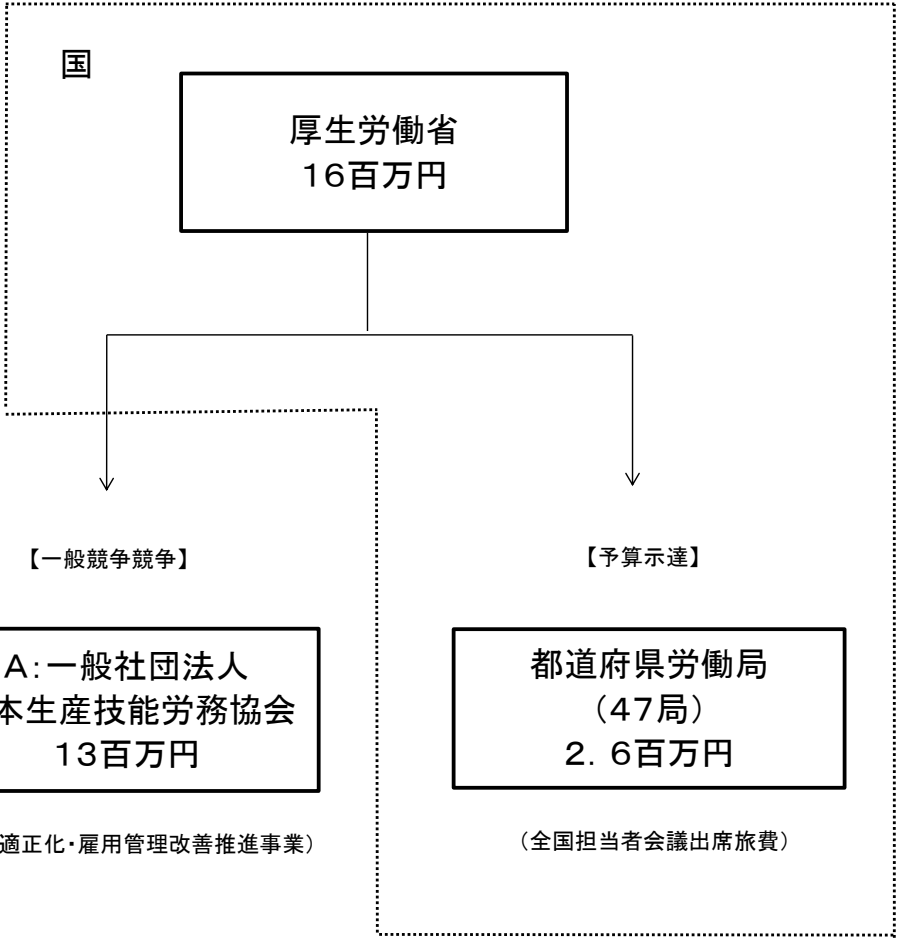 国
厚生労働省
16百万円
【一般競争競争】
【予算示達】
A:一般社団法人
本生産技能労務協会
13百万円
都道府県労働局
(47局)
2. 6百万円
適正化・雇用管理改善推進事業)
(全国担当者会議出席旅費)